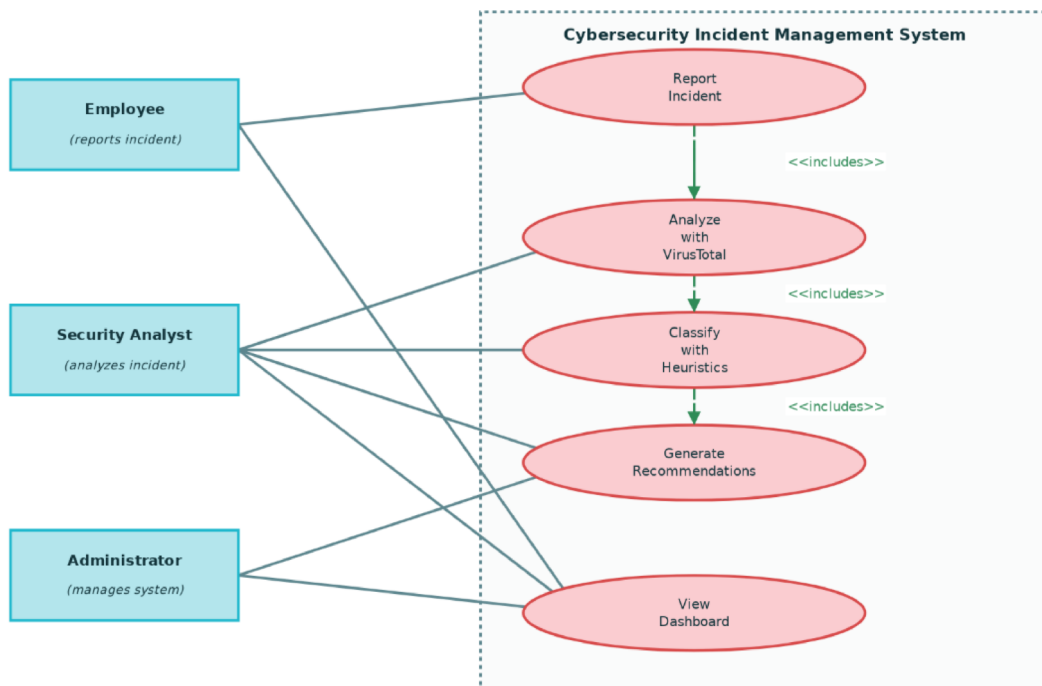 Cybersecurity Incident Management System
Employee
(reports incident)
Report
Incident
<<includes>>
Analyze
with
VirusTotal
<<includes>>
Security Analyst
(analyzes incident)
Classify
with
Heuristics
<<includes>>
Generate
Recommendations
Administrator
(manages system)
View
Dashboard